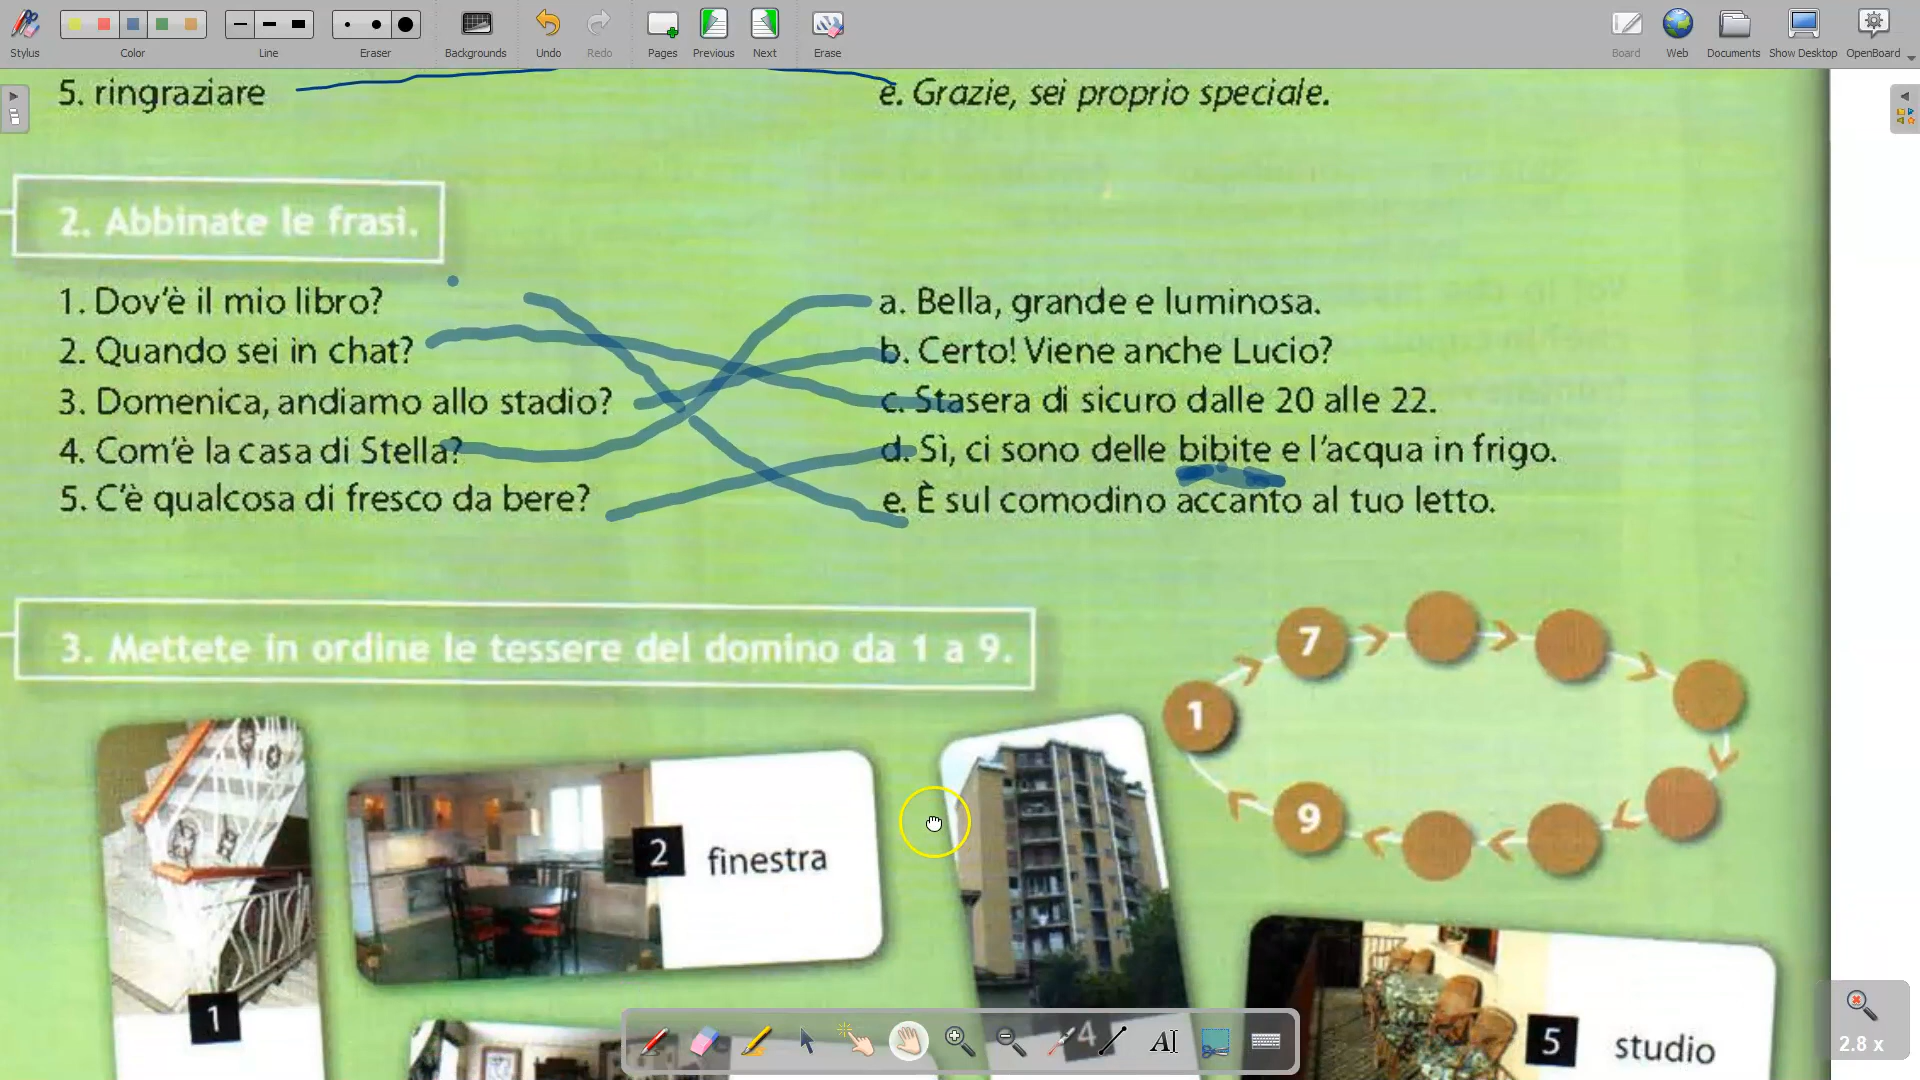 Stylus
Color
Line
Eraser
Backgrounds
Undo
Redo
Pages
Previous
Next
Erase
Board
Web
Documents
Show Desktop
OpenBoard
5. ringraziare
e. Grazie, sei proprio speciale.
2. Abbinate le frasi.
1. Dov'è il mio libro?
2. Quando sei in chat?
3. Domenica, andiamo allo stadio?
4. Com'è la casa di Stella?
5. C'è qualcosa di fresco da bere?
a. Bella, grande e luminosa.
b. Certo! Viene anche Lucio?
c. Stasera di sicuro dalle 20 alle 22.
d. Sì, ci sono delle bibite e l'acqua in frigo.
e. È sul comodino accanto al tuo letto.
3. Mettete in ordine le tessere del domino da 1 a 9.
7
1
9
2 finestra
1
4
5 studio
2.8 x